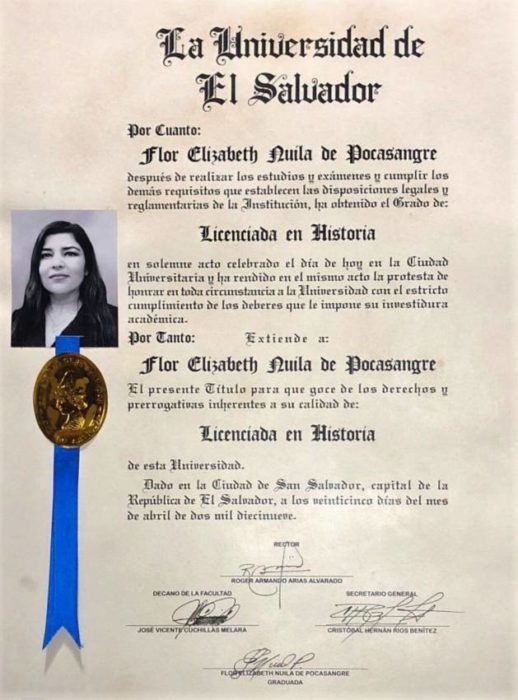 La Universidad de
El Salvador
Por Cuanto:
Flor Elizabeth Nuila de Pocasangre
después de realizar los estudios y exámenes y cumplir los
demás requisitos que establecen las disposiciones legales y
reglamentarias de la Institución, ha obtenido el Grado de:
Licenciada en Historia
en solemne acto celebrado el día de hoy en la Ciudad
Universitaria y ha rendido en el mismo acto la protesta de
honrar en toda circunstancia a la Universidad con el estricto
cumplimiento de los deberes que le impone su investidura
académica.
Por Tanto: Extiende a:
Flor Elizabeth Nuila de Pocasangre
El presente Título para que goce de los derechos y
prerrogativas inherentes a su calidad de:
Licenciada en Historia
de esta Universidad.
Dado en la Ciudad de San Salvador, capital de la
República de El Salvador, a los veinticinco días del mes
de abril de dos mil diecinueve.
RECTOR
ROGER ARMANDO ARIAS ALVARADO
DECANO DE LA FACULTAD
SECRETARIO GENERAL
JOSÉ VICENTE CUCHILLAS MELARA
CRISTÓBAL HERNÁN RÍOS BENÍTEZ
FLOR ELIZABETH NUILA DE POCASANGRE
GRADUADA